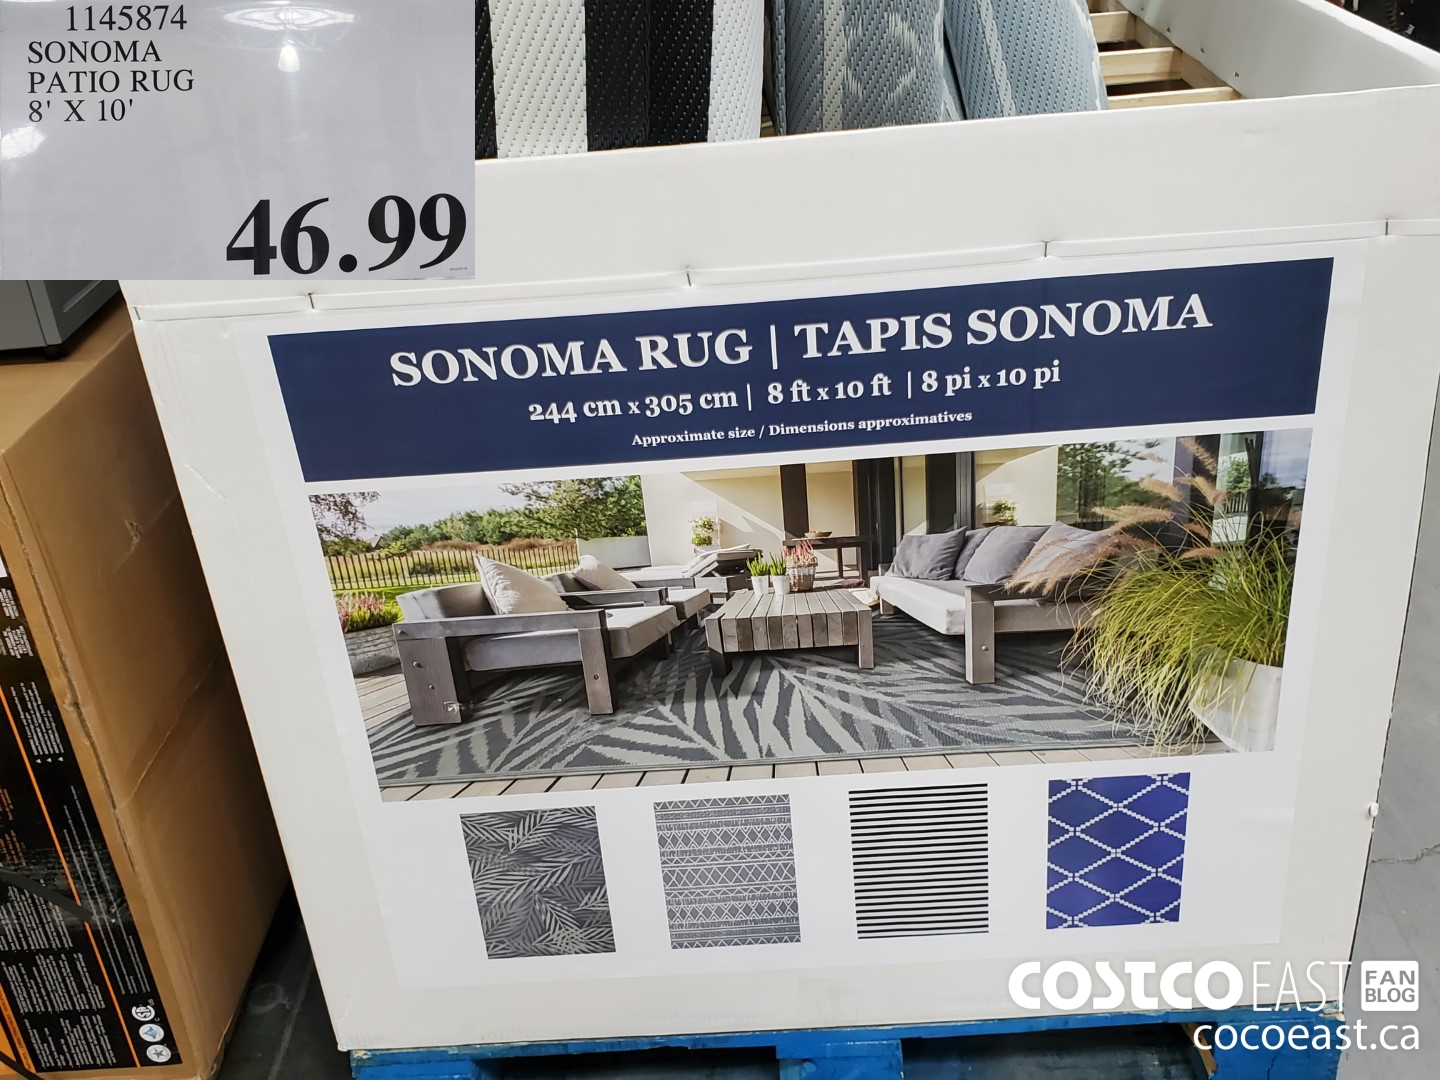 1145874
SONOMA
PATIO RUG
8' X 10'
46.99
SONOMA RUG | TAPIS SONOMA
244 cm x 305 cm | 8 ft x 10 ft | 8 pi x 10 pi
Approximate size / Dimensions approximatives
COSTCO EAST FAN BLOG
cocoeast.ca